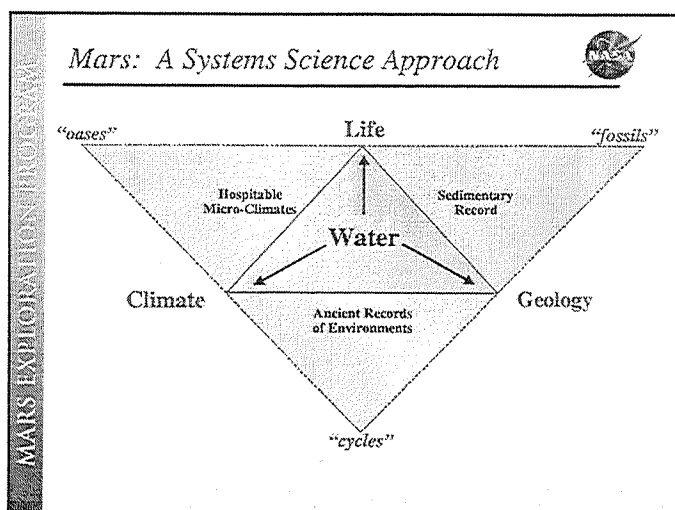 Mars: A Systems Science Approach
NASA
MARS EXPLORATION PROGRAM
"oases"
Life
"fossils"
Hospitable
Micro-Climates
Sedimentary
Record
Water
Climate
Geology
Ancient Records
of Environments
"cycles"